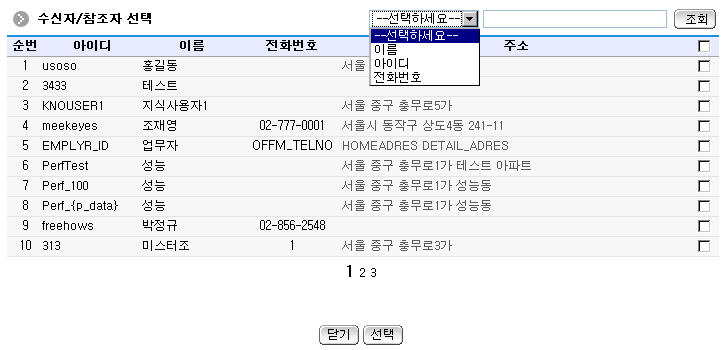 수신자/참조자 선택 --선택하세요-- 조회
순번 아이디 이름 전화번호 주소
--선택하세요--
이름
아이디
전화번호
1 usoso 홍길동 서울
2 3433 테스트
3 KNOUSER1 지식사용자1 서울 중구 충무로5가
4 meekeyes 조재영 02-777-0001 서울시 동작구 상도4동 241-11
5 EMPLYR_ID 업무자 OFFM_TELNO HOMEADRES DETAIL_ADRES
6 PerfTest 성능 서울 중구 충무로1가 테스트 아파트
7 Perf_100 성능 서울 중구 충무로1가 성능동
8 Perf_{p_data} 성능 서울 중구 충무로1가 성능동
9 freehows 박정규 02-856-2548
10 313 미스터조 1 서울 중구 충무로3가
1 2 3
닫기 선택